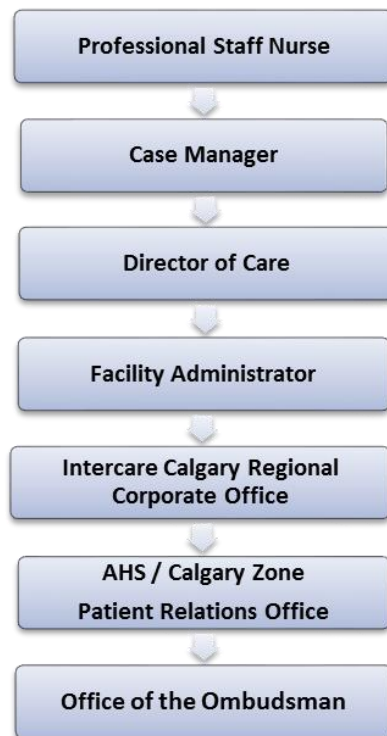 Professional Staff Nurse
Case Manager
Director of Care
Facility Administrator
Intercare Calgary Regional
Corporate Office
AHS / Calgary Zone
Patient Relations Office
Office of the Ombudsman